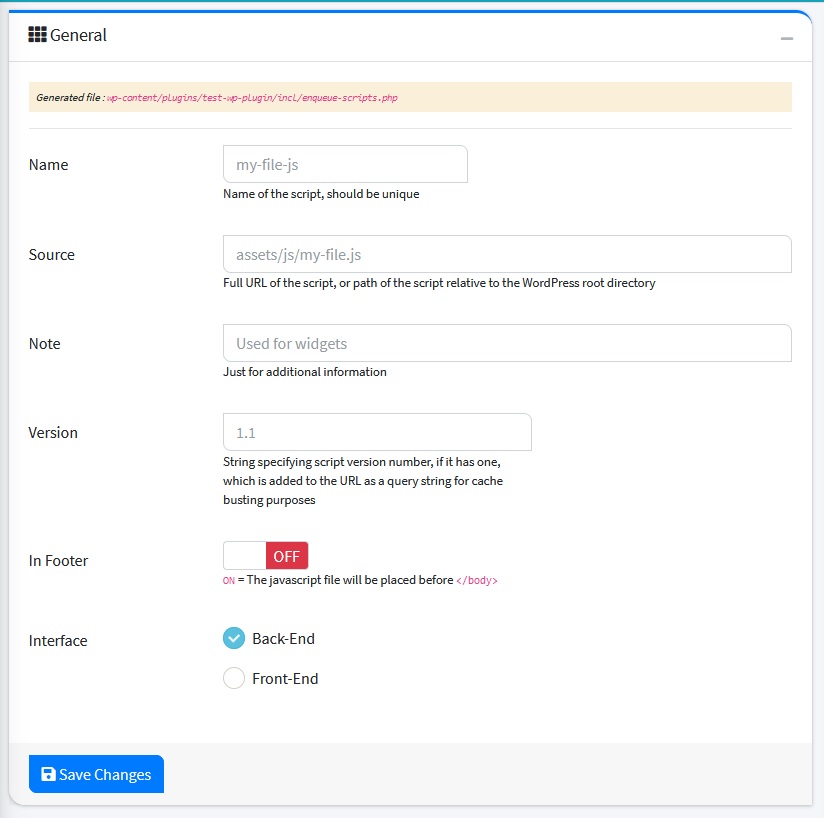 General
Generated file : wp-content/plugins/test-wp-plugin/incl/enqueue-scripts.php
Name
my-file-js
Name of the script, should be unique
Source
assets/js/my-file.js
Full URL of the script, or path of the script relative to the WordPress root directory
Note
Used for widgets
Just for additional information
Version
1.1
String specifying script version number, if it has one,
which is added to the URL as a query string for cache
busting purposes
In Footer
OFF
ON = The javascript file will be placed before </body>
Interface
Back-End
Front-End
Save Changes